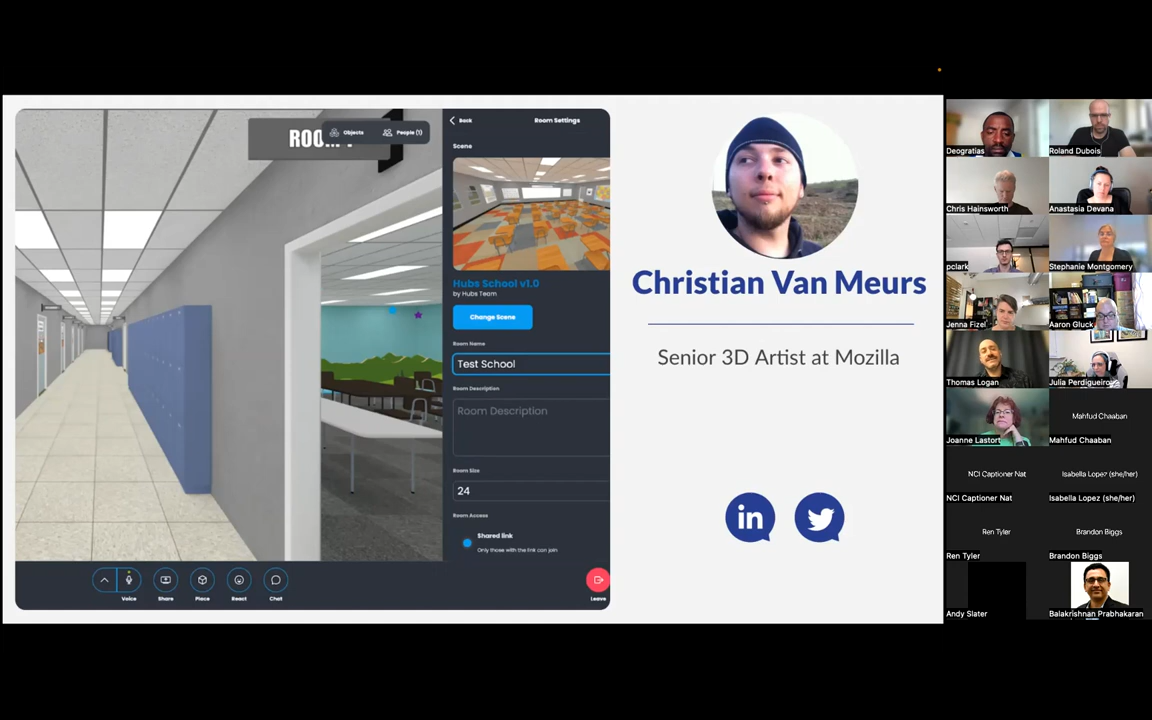 ROO
Objects
People (1)
Back
Room Settings
Scene
Hubs School v1.0
by Hubs Team
Change Scene
Room Name
Test School
Room Description
Room Description
Room Size
24
Room Access
Shared link
Only those with the link can join
Voice
Share
Place
React
Chat
Leave
Christian Van Meurs
Senior 3D Artist at Mozilla
in
Deogratias
Roland Dubois
Chris Hainsworth
Anastasia Devana
pclark
Stephanie Montgomery
Jenna Fizel
Aaron Gluck
Thomas Logan
Julia Perdigueiro
Joanne Lastort
Mahfud Chaaban
Mahfud Chaaban
NCI Captioner Nat
Isabella Lopez (she/her)
NCI Captioner Nat
Isabella Lopez (she/her)
Ren Tyler
Brandon Biggs
Ren Tyler
Brandon Biggs
Andy Slater
Balakrishnan Prabhakaran